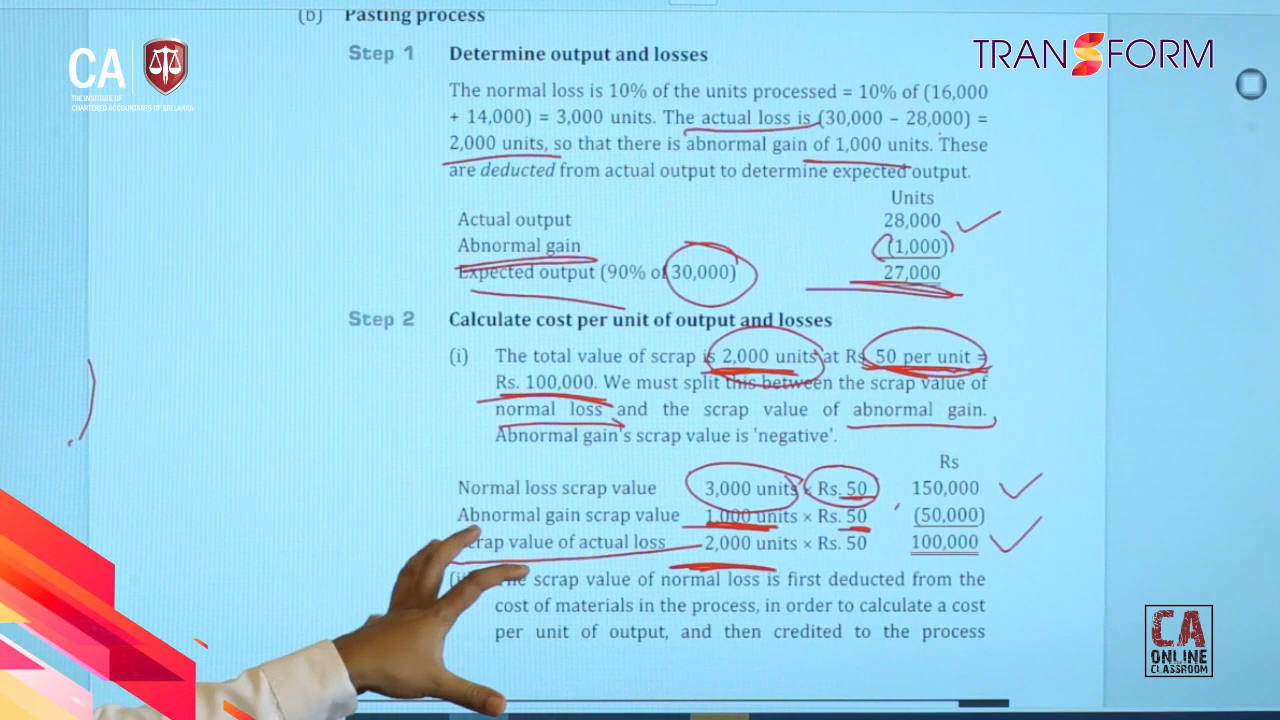 (b) Pasting process
CA
THE INSTITUTE OF
CHARTERED ACCOUNTANTS OF SRI LANKA
TRANSFORM
Step 1 Determine output and losses
The normal loss is 10% of the units processed = 10% of (16,000
+ 14,000) = 3,000 units. The actual loss is (30,000 – 28,000) =
2,000 units, so that there is abnormal gain of 1,000 units. These
are deducted from actual output to determine expected output.
Units
Actual output 28,000
Abnormal gain (1,000)
Expected output (90% of 30,000) 27,000
Step 2 Calculate cost per unit of output and losses
(i) The total value of scrap is 2,000 units at Rs. 50 per unit =
Rs. 100,000. We must split this between the scrap value of
normal loss and the scrap value of abnormal gain.
Abnormal gain's scrap value is 'negative'.
Rs
Normal loss scrap value 3,000 units × Rs. 50 150,000
Abnormal gain scrap value 1,000 units × Rs. 50 (50,000)
value of actual loss 2,000 units × Rs. 50 100,000
scrap value of normal loss is first deducted from the
cost of materials in the process, in order to calculate a cost
per unit of output, and then credited to the process
CA
ONLINE
CLASSROOM